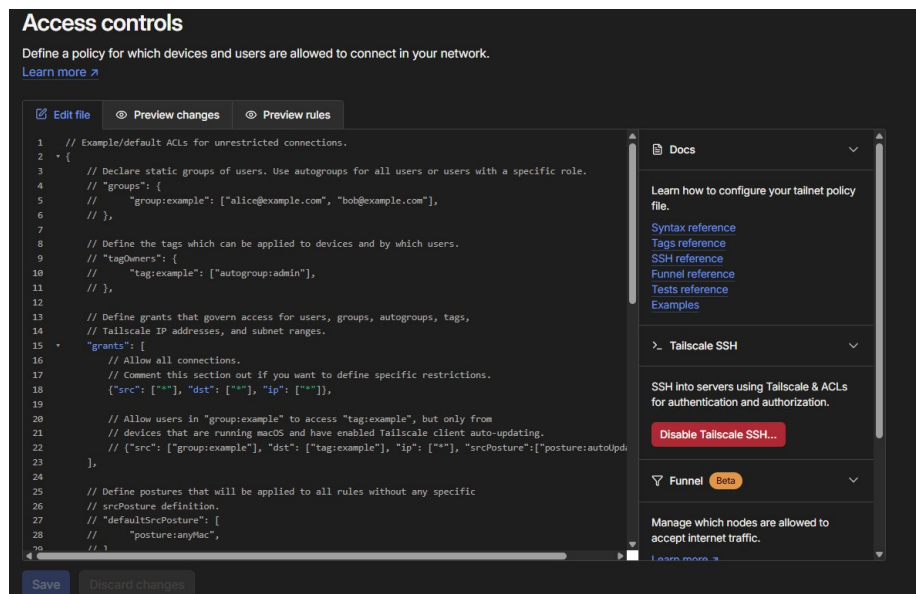 Access controls
Define a policy for which devices and users are allowed to connect in your network.
Learn more ↗
Edit file
Preview changes
Preview rules
1 // Example/default ACLs for unrestricted connections.
2 {
3 // Declare static groups of users. Use autogroups for all users or users with a specific role.
4 // "groups": {
5 // "group:example": ["alice@example.com", "bob@example.com"],
6 // },
7
8 // Define the tags which can be applied to devices and by which users.
9 // "tagOwners": {
10 // "tag:example": ["autogroup:admin"],
11 // },
12
13 // Define grants that govern access for users, groups, autogroups, tags,
14 // Tailscale IP addresses, and subnet ranges.
15 "grants": [
16 // Allow all connections.
17 // Comment this section out if you want to define specific restrictions.
18 {"src": ["*"], "dst": ["*"], "ip": ["*"]},
19
20 // Allow users in "group:example" to access "tag:example", but only from
21 // devices that are running macOS and have enabled Tailscale client auto-updating.
22 // {"src": ["group:example"], "dst": ["tag:example"], "ip": ["*"], "srcPosture":["posture:autoUpd
23 ],
24
25 // Define postures that will be applied to all rules without any specific
26 // srcPosture definition.
27 // "defaultSrcPosture": [
28 // "posture:anyMac",
29 // ]
Docs
Learn how to configure your tailnet policy
file.
Syntax reference
Tags reference
SSH reference
Funnel reference
Tests reference
Examples
>_ Tailscale SSH
SSH into servers using Tailscale & ACLs
for authentication and authorization.
Disable Tailscale SSH...
Funnel Beta
Manage which nodes are allowed to
accept internet traffic.
Learn more ↗
Save
Discard changes